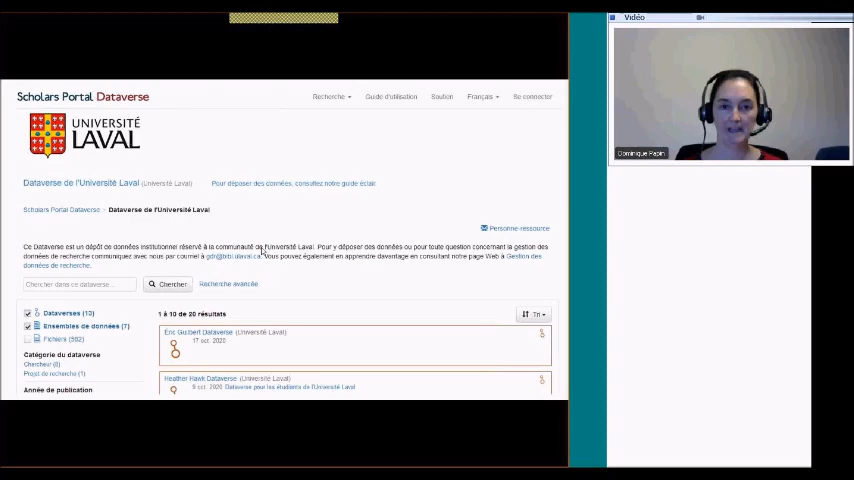 Vidéo
Dominique Papin
Scholars Portal Dataverse
Recherche
Guide d'utilisation
Soutien
Français
Se connecter
UNIVERSITÉ
LAVAL
Dataverse de l'Université Laval (Université Laval)
Pour déposer des données, consultez notre guide éclair
Scholars Portal Dataverse > Dataverse de l'Université Laval
Personne-ressource
Ce Dataverse est un dépôt de données institutionnel réservé à la communauté de l'Université Laval. Pour y déposer des données ou pour toute question concernant la gestion des
données de recherche communiquez avec nous par courriel à gdr@bibl.ulaval.ca. Vous pouvez également en apprendre davantage en consultant notre page Web à Gestion des
données de recherche.
Chercher dans ce dataverse
Chercher
Recherche avancée
Dataverses (13)
Ensembles de données (7)
Fichiers (562)
Catégorie du dataverse
Chercheur (8)
Projet de recherche (1)
Année de publication
1 à 10 de 20 résultats
Tri
Eric Guilbert Dataverse (Université Laval)
17 oct. 2020
Heather Hawk Dataverse (Université Laval)
9 oct. 2020 Dataverse pour les étudiants de l'Université Laval